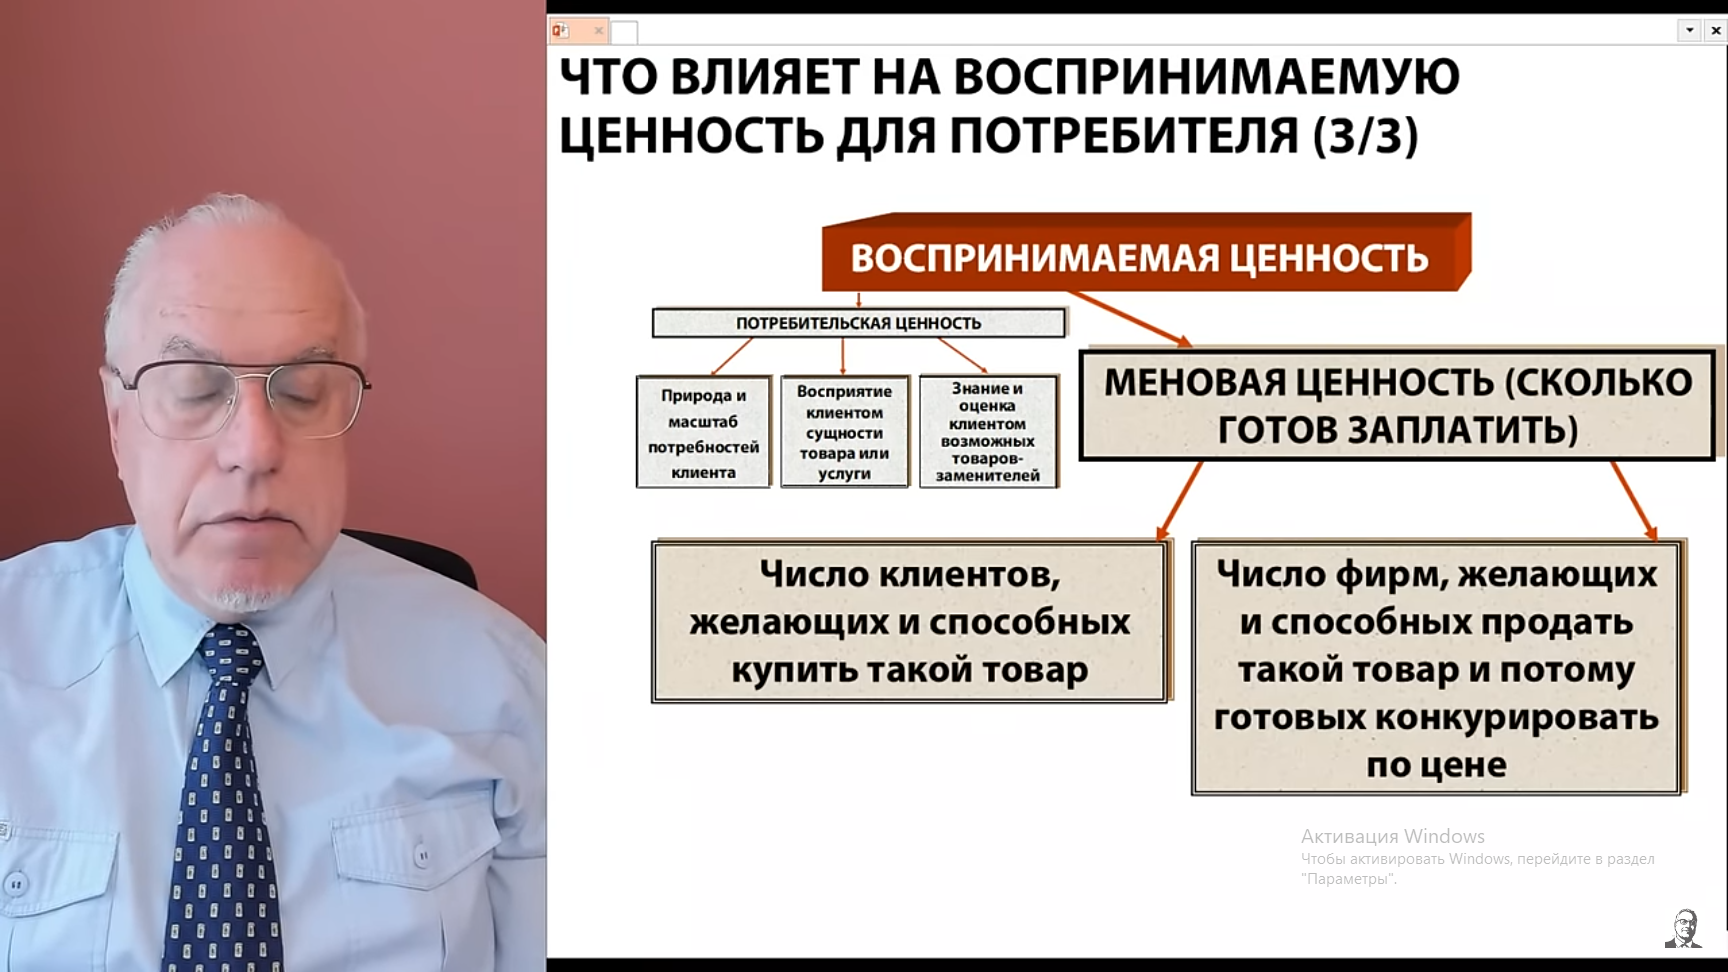 ЧТО ВЛИЯЕТ НА ВОСПРИНИМАЕМУЮ
ЦЕННОСТЬ ДЛЯ ПОТРЕБИТЕЛЯ (3/3)
ВОСПРИНИМАЕМАЯ ЦЕННОСТЬ
ПОТРЕБИТЕЛЬСКАЯ ЦЕННОСТЬ
Природа и
масштаб
потребностей
клиента
Восприятие
клиентом
сущности
товара или
услуги
Знание и
оценка
клиентом
возможных
товаров-
заменителей
МЕНОВАЯ ЦЕННОСТЬ (СКОЛЬКО
ГОТОВ ЗАПЛАТИТЬ)
Число клиентов,
желающих и способных
купить такой товар
Число фирм, желающих
и способных продать
такой товар и потому
готовых конкурировать
по цене
Активация Windows
Чтобы активировать Windows, перейдите в раздел
"Параметры".